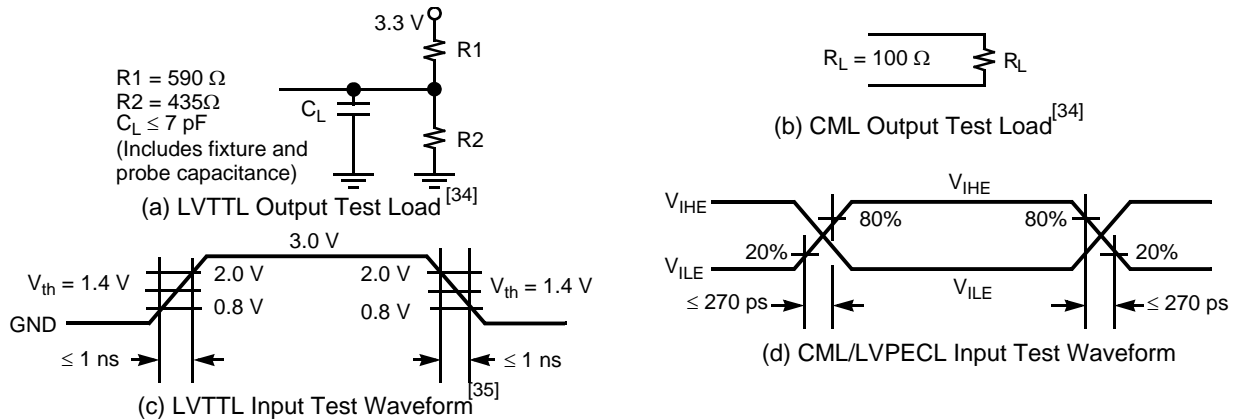 3.3 V
R1
R1 = 590 Ω
R2 = 435Ω
C_L ≤ 7 pF
(Includes fixture and
probe capacitance)
C_L
R2
(a) LVTTL Output Test Load[34]
R_L = 100 Ω
R_L
(b) CML Output Test Load[34]
3.0 V
V_th = 1.4 V
2.0 V
0.8 V
2.0 V
0.8 V
V_th = 1.4 V
GND
≤ 1 ns
≤ 1 ns
(c) LVTTL Input Test Waveform[35]
V_IHE
V_IHE
80%
80%
20%
20%
V_ILE
V_ILE
≤ 270 ps
≤ 270 ps
(d) CML/LVPECL Input Test Waveform